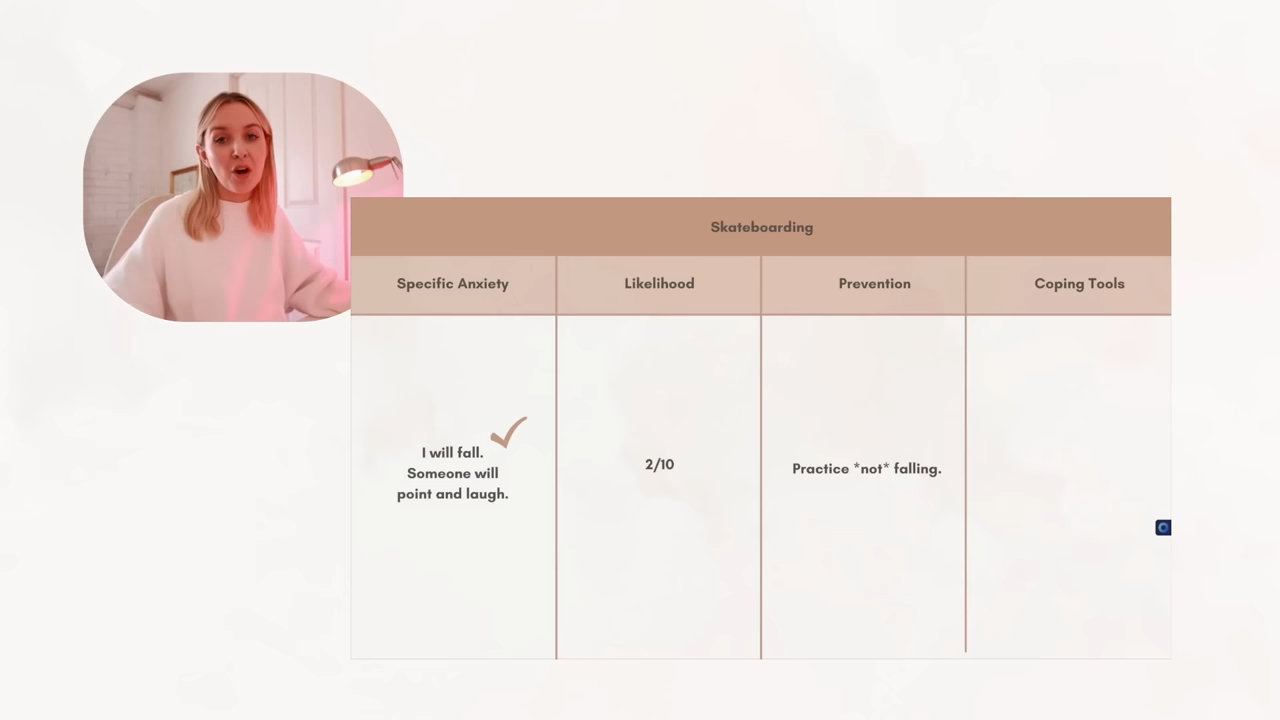 Skateboarding
Specific Anxiety
Likelihood
Prevention
Coping Tools
I will fall.
Someone will
point and laugh.
2/10
Practice *not* falling.